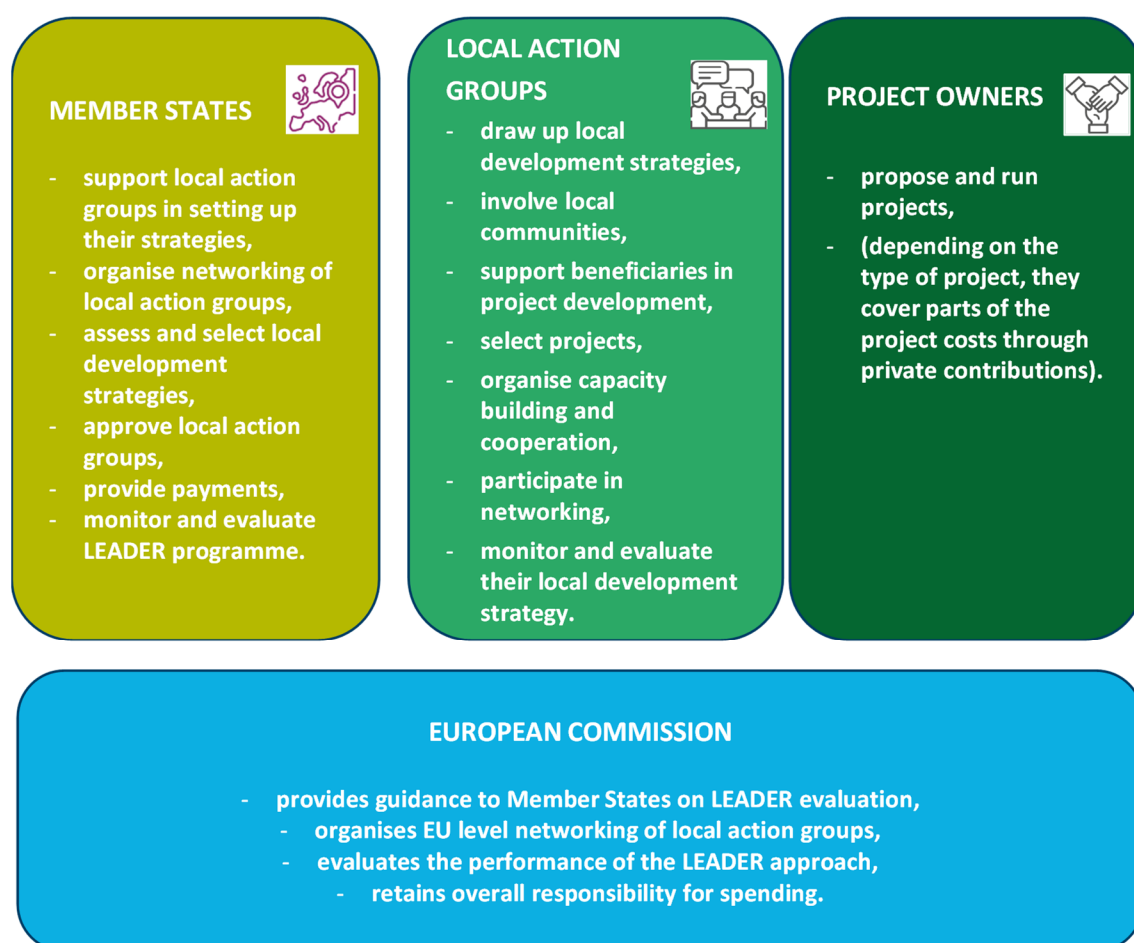 MEMBER STATES
- support local action
groups in setting up
their strategies,
- organise networking of
local action groups,
- assess and select local
development
strategies,
- approve local action
groups,
- provide payments,
- monitor and evaluate
LEADER programme.
LOCAL ACTION
GROUPS
- draw up local
development strategies,
- involve local
communities,
- support beneficiaries in
project development,
- select projects,
- organise capacity
building and
cooperation,
- participate in
networking,
- monitor and evaluate
their local development
strategy.
PROJECT OWNERS
- propose and run
projects,
- (depending on the
type of project, they
cover parts of the
project costs through
private contributions).
EUROPEAN COMMISSION
- provides guidance to Member States on LEADER evaluation,
- organises EU level networking of local action groups,
- evaluates the performance of the LEADER approach,
- retains overall responsibility for spending.